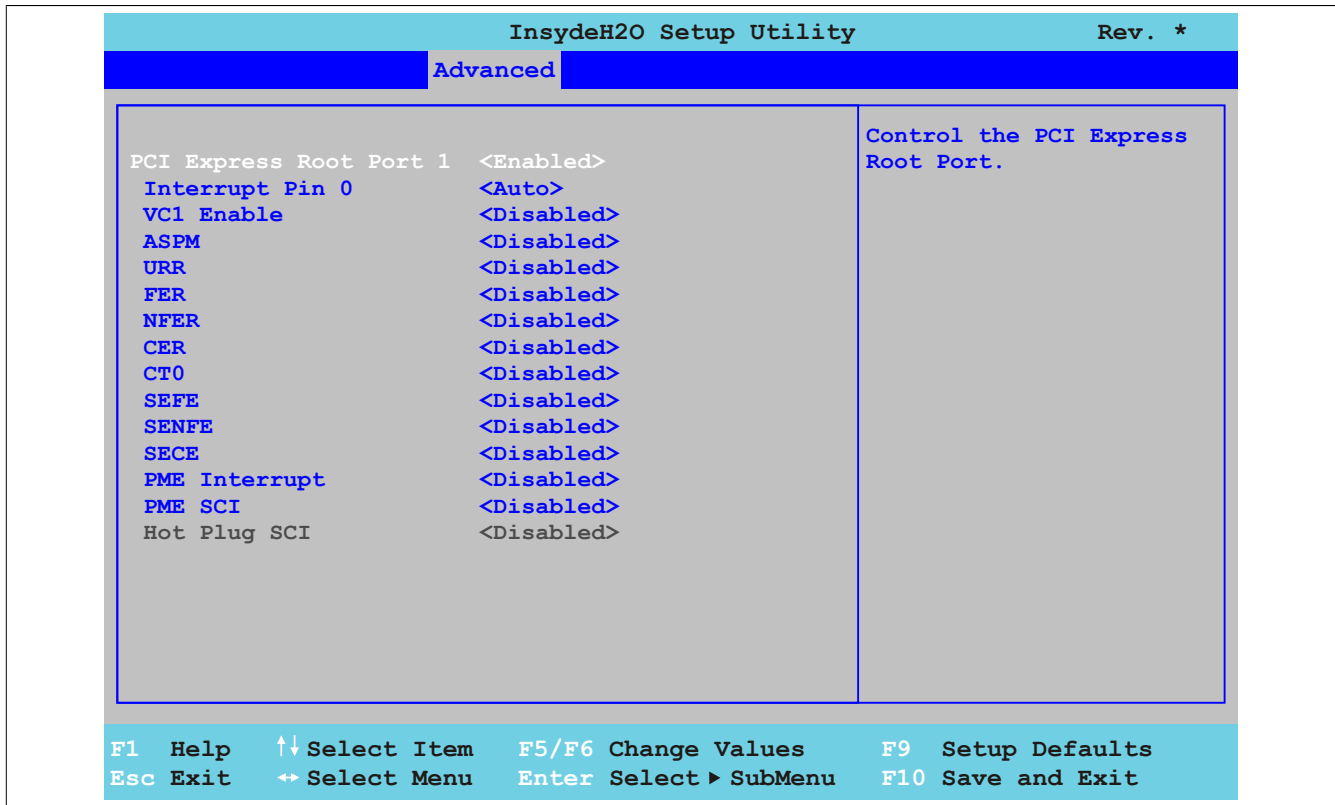 InsydeH2O Setup Utility Rev. *
Advanced
Control the PCI Express
Root Port.
PCI Express Root Port 1 <Enabled>
Interrupt Pin 0 <Auto>
VC1 Enable <Disabled>
ASPM <Disabled>
URR <Disabled>
FER <Disabled>
NFER <Disabled>
CER <Disabled>
CT0 <Disabled>
SEFE <Disabled>
SENFE <Disabled>
SECE <Disabled>
PME Interrupt <Disabled>
PME SCI <Disabled>
Hot Plug SCI <Disabled>
F1 Help ↑↓ Select Item F5/F6 Change Values F9 Setup Defaults
Esc Exit ↔ Select Menu Enter Select ▶ SubMenu F10 Save and Exit